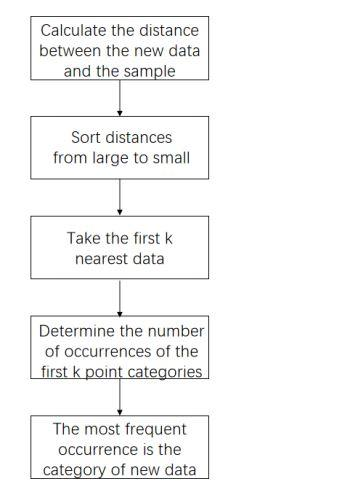 Calculate the distance
between the new data
and the sample
Sort distances
from large to small
Take the first k
nearest data
Determine the number
of occurrences of the
first k point categories
The most frequent
occurrence is the
category of new data